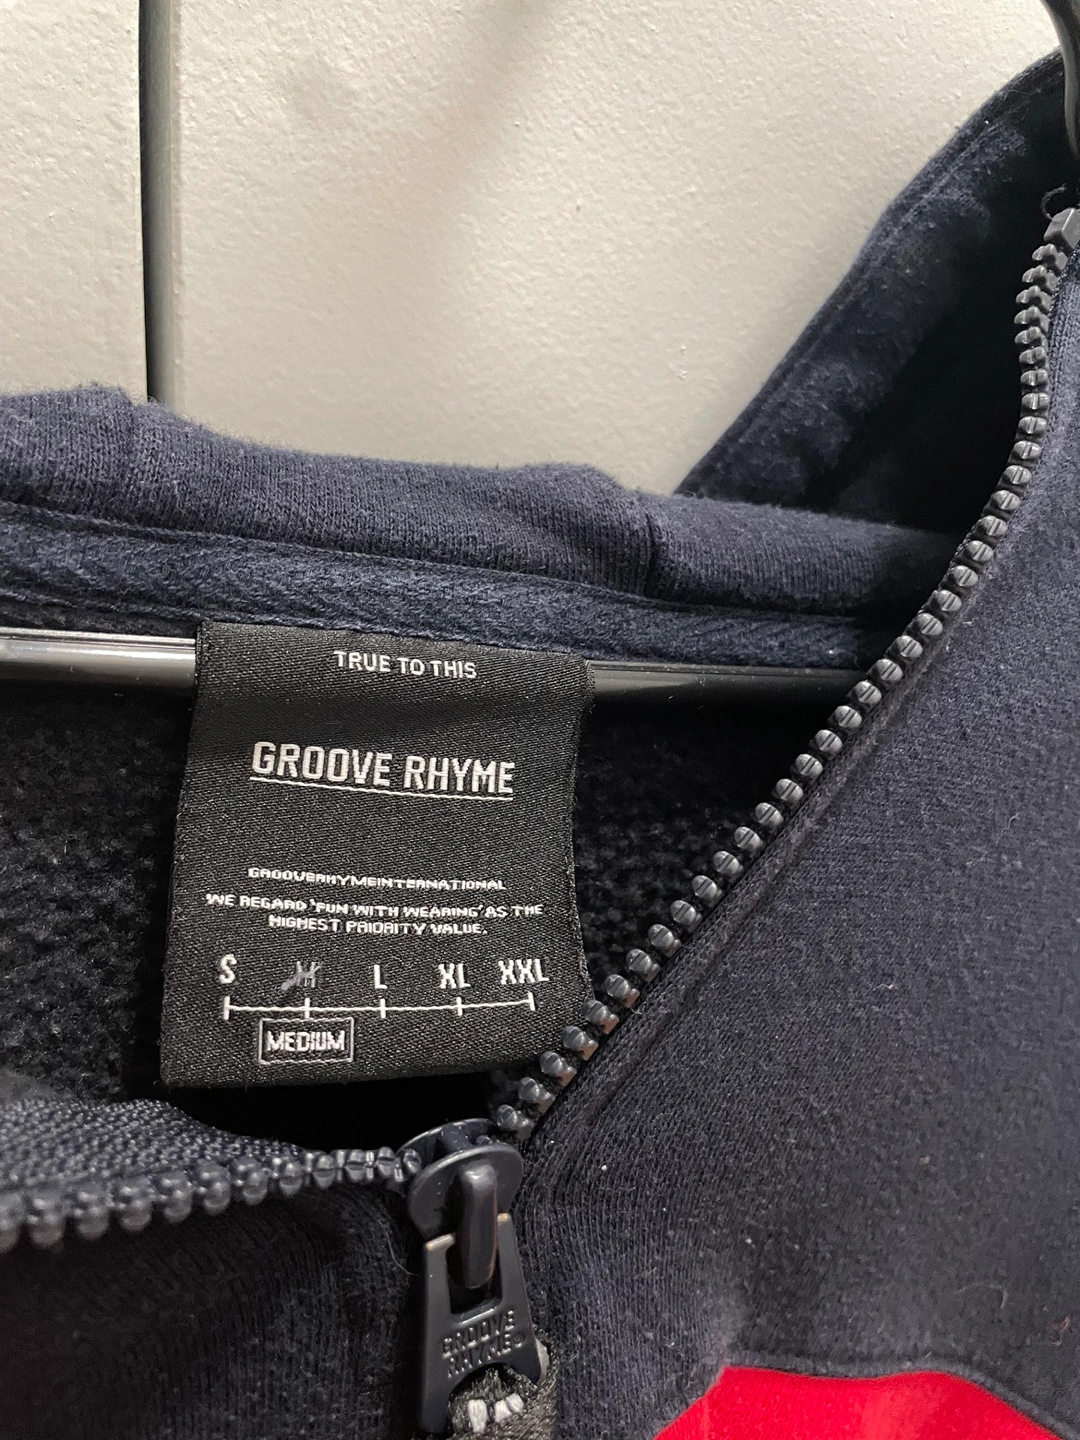 TRUE TO THIS
GROOVE RHYME
GROOVERHYMEINTERNATIONAL
WE REGARD 'FUN WITH WEARING' AS THE
HIGHEST PRIORITY VALUE.
S M L XL XXL
MEDIUM
GROOVE
RHYME